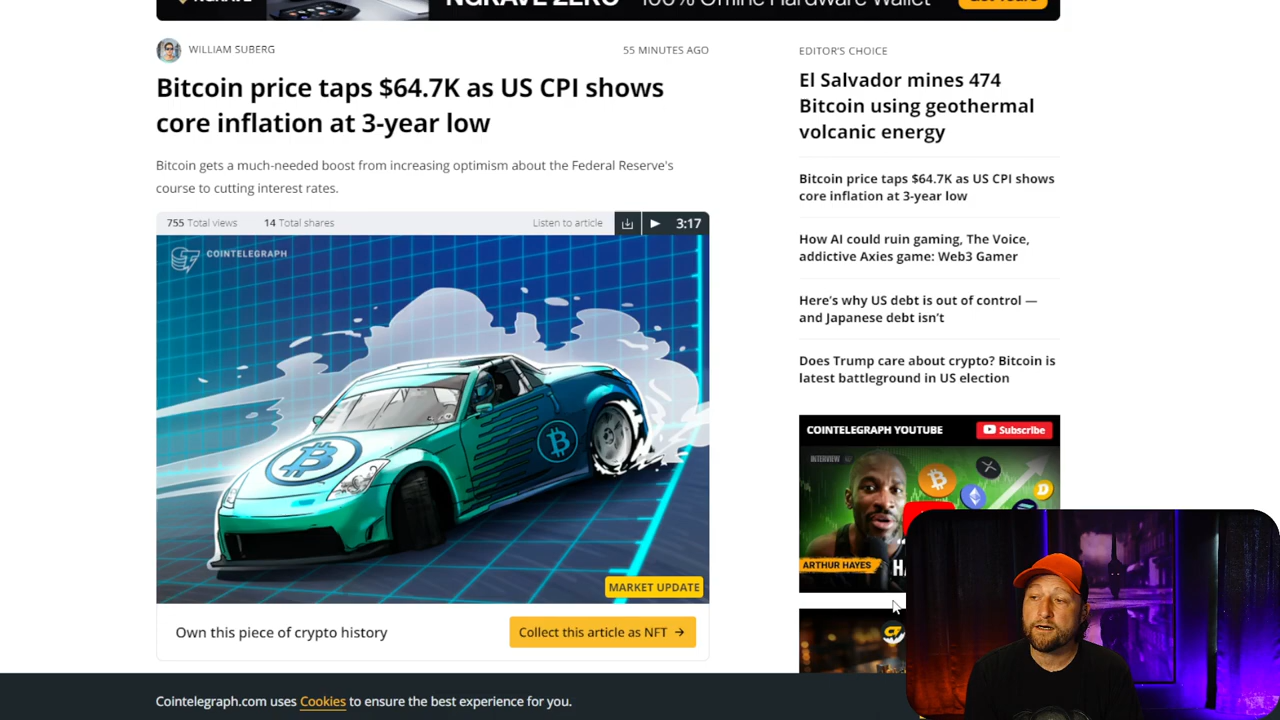 NGRAVE ZERO 100% Offline Hardware Wallet
WILLIAM SUBERG
55 MINUTES AGO
Bitcoin price taps $64.7K as US CPI shows
core inflation at 3-year low
Bitcoin gets a much-needed boost from increasing optimism about the Federal Reserve's
course to cutting interest rates.
755 Total views 14 Total shares Listen to article 3:17
COINTELEGRAPH
MARKET UPDATE
Own this piece of crypto history
Collect this article as NFT →
EDITOR'S CHOICE
El Salvador mines 474
Bitcoin using geothermal
volcanic energy
Bitcoin price taps $64.7K as US CPI shows
core inflation at 3-year low
How AI could ruin gaming, The Voice,
addictive Axies game: Web3 Gamer
Here's why US debt is out of control —
and Japanese debt isn't
Does Trump care about crypto? Bitcoin is
latest battleground in US election
COINTELEGRAPH YOUTUBE
Subscribe
INTERVIEW
ARTHUR HAYES
Cointelegraph.com uses Cookies to ensure the best experience for you.